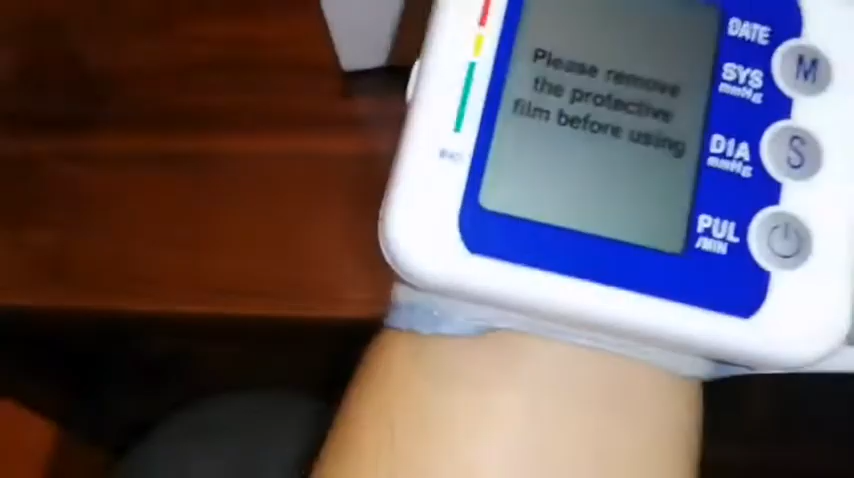 Please remove
the protective
film before using
DATE
SYS
mmHg
DIA
mmHg
PUL
/MIN
M
S